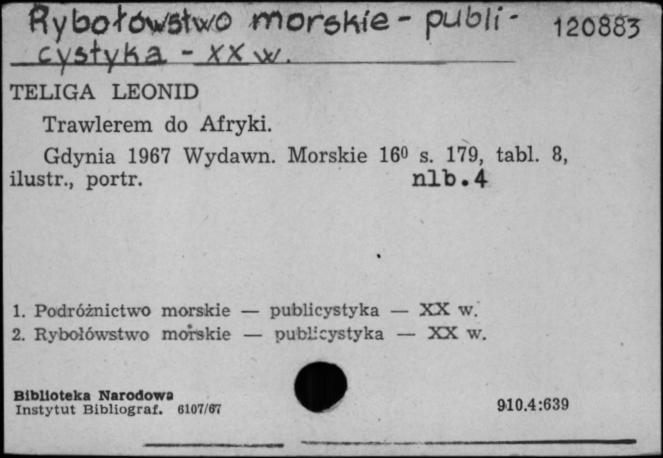 Rybołówstwo morskie - publi-
cystyka - XX w.
120883
TELIGA LEONID
Trawlerem do Afryki.
Gdynia 1967 Wydawn. Morskie 16⁰ s. 179, tabl. 8,
ilustr., portr. nlb. 4
1. Podróżnictwo morskie — publicystyka — XX w.
2. Rybołówstwo morskie — publicystyka — XX w.
Biblioteka Narodowa
Instytut Bibliograf. 6107/67
910.4:639